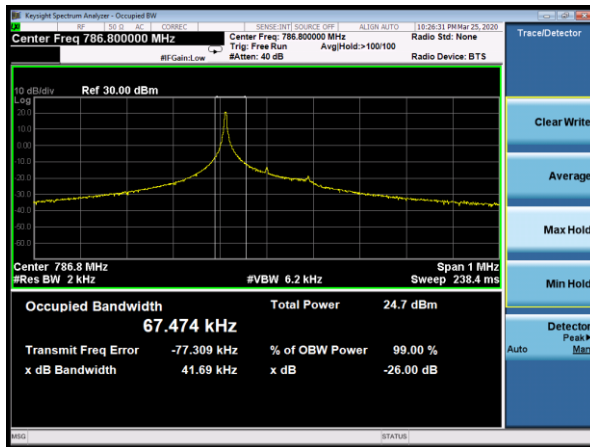 Keysight Spectrum Analyzer - Occupied BW
RF 50 Ω AC CORREC SENSE:INT SOURCE OFF ALIGN AUTO 10:26:31 PM Mar 25, 2020
Center Freq 786.800000 MHz Center Freq: 786.800000 MHz Radio Std: None
Trig: Free Run Avg|Hold:>100/100
#IFGain:Low #Atten: 40 dB Radio Device: BTS
Trace/Detector
10 dB/div Ref 30.00 dBm
Log
20.0
10.0
0.00
-10.0
-20.0
-30.0
-40.0
-50.0
-60.0
Center 786.8 MHz Span 1 MHz
#Res BW 2 kHz #VBW 6.2 kHz Sweep 238.4 ms
Occupied Bandwidth Total Power 24.7 dBm
67.474 kHz
Transmit Freq Error -77.309 kHz % of OBW Power 99.00 %
x dB Bandwidth 41.69 kHz x dB -26.00 dB
Clear Write
Average
Max Hold
Min Hold
Detector
Peak▶
Auto Man
MSG STATUS